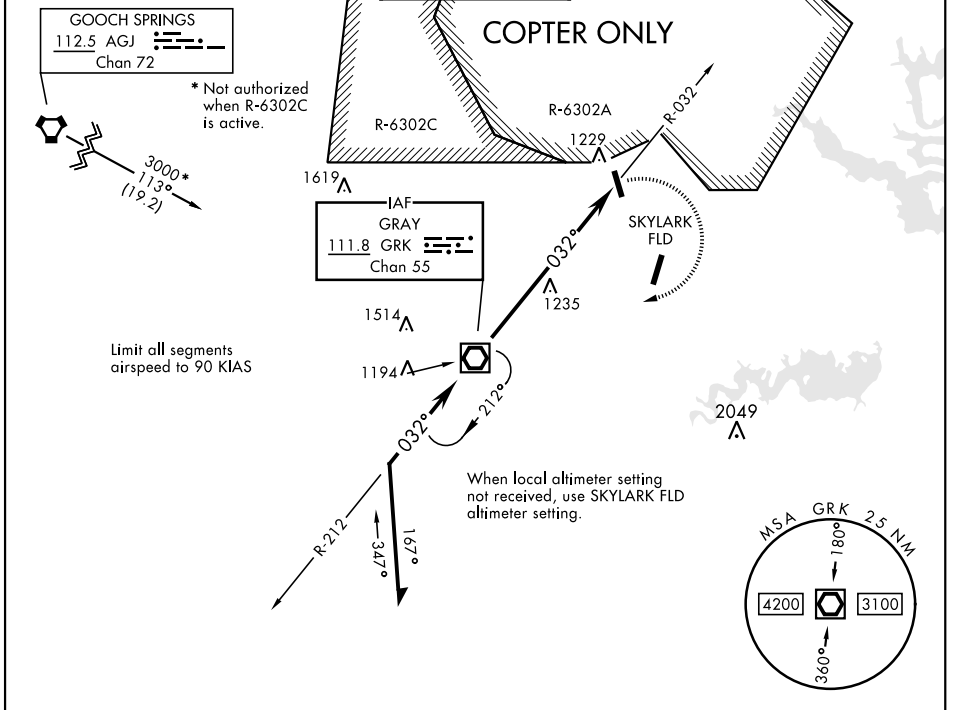 GOOCH SPRINGS
112.5 AGJ
Chan 72
* Not authorized
when R-6302C
is active.
COPTER ONLY
R-6302C
R-6302A
R-032
3000*
113°
(19.2)
1619
1229
IAF
GRAY
111.8 GRK
Chan 55
SKYLARK
FLD
032°
1235
1514
1194
Limit all segments
airspeed to 90 KIAS
212°
032°
2049
When local altimeter setting
not received, use SKYLARK FLD
altimeter setting.
R-212
347°
167°
MSA GRK 25 NM
180°
4200
3100
360°